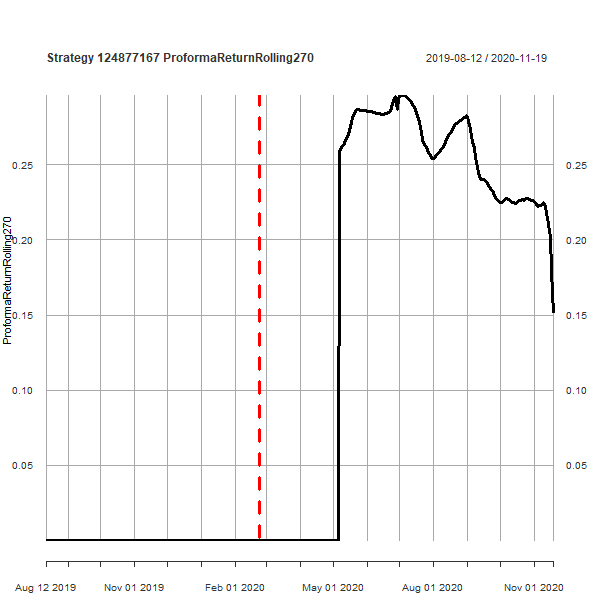 Strategy 124877167 ProformaReturnRolling270
2019-08-12 / 2020-11-19
ProformaReturnRolling270
0.25
0.20
0.15
0.10
0.05
0.25
0.20
0.15
0.10
0.05
Aug 12 2019
Nov 01 2019
Feb 01 2020
May 01 2020
Aug 01 2020
Nov 01 2020